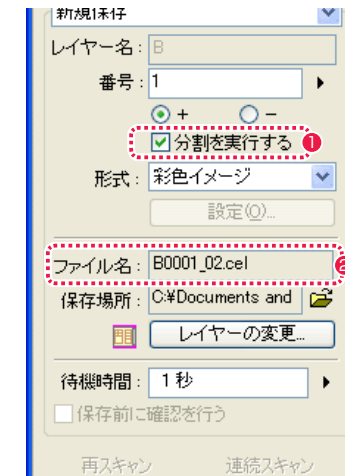 新規保存
レイヤー名： B
番号： 1
+ −
分割を実行する ❶
形式： 彩色イメージ
設定(O)...
ファイル名： B0001_02.cel ❷
保存場所： C:¥Documents and
レイヤーの変更...
待機時間： 1 秒
保存前に確認を行う
再スキャン 連続スキャン